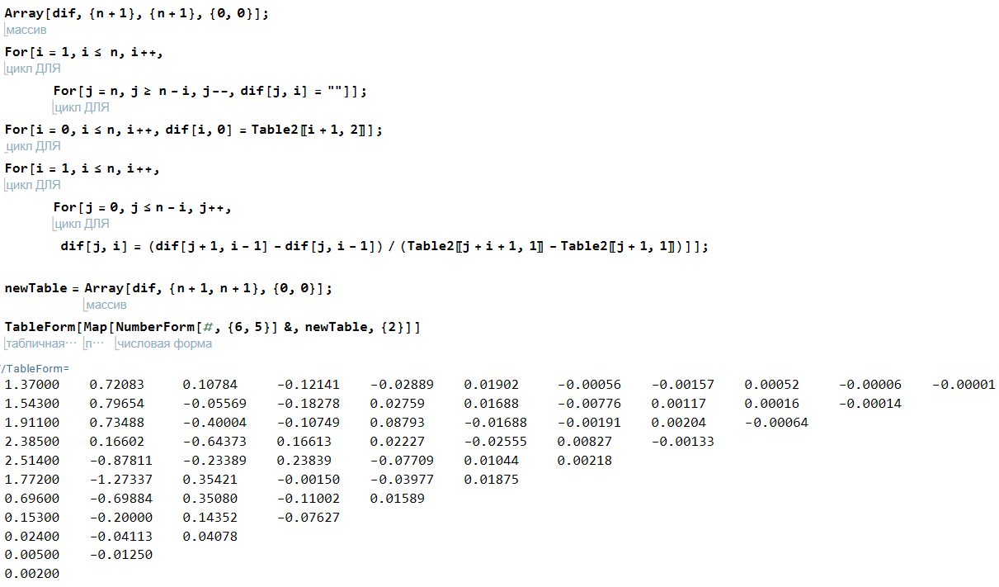 Array[dif, {n + 1}, {n + 1}, {0, 0}];
массив
For[i = 1, i ≤ n, i++,
цикл ДЛЯ
For[j = n, j ≥ n - i, j--, dif[j, i] = ""]];
цикл ДЛЯ
For[i = 0, i ≤ n, i++, dif[i, 0] = Table2〚i + 1, 2〛];
цикл ДЛЯ
For[i = 1, i ≤ n, i++,
цикл ДЛЯ
For[j = 0, j ≤ n - i, j++,
цикл ДЛЯ
dif[j, i] = (dif[j + 1, i - 1] - dif[j, i - 1]) / (Table2〚j + i + 1, 1〛 - Table2〚j + 1, 1〛)]];
newTable = Array[dif, {n + 1, n + 1}, {0, 0}];
массив
TableForm[Map[NumberForm[#, {6, 5}] &, newTable, {2}]]
табличная⋯ п⋯ числовая форма
//TableForm=
1.37000 0.72083 0.10784 -0.12141 -0.02889 0.01902 -0.00056 -0.00157 0.00052 -0.00006 -0.00001
1.54300 0.79654 -0.05569 -0.18278 0.02759 0.01688 -0.00776 0.00117 0.00016 -0.00014
1.91100 0.73488 -0.40004 -0.10749 0.08793 -0.01688 -0.00191 0.00204 -0.00064
2.38500 0.16602 -0.64373 0.16613 0.02227 -0.02555 0.00827 -0.00133
2.51400 -0.87811 -0.23389 0.23839 -0.07709 0.01044 0.00218
1.77200 -1.27337 0.35421 -0.00150 -0.03977 0.01875
0.69600 -0.69884 0.35080 -0.11002 0.01589
0.15300 -0.20000 0.14352 -0.07627
0.02400 -0.04113 0.04078
0.00500 -0.01250
0.00200